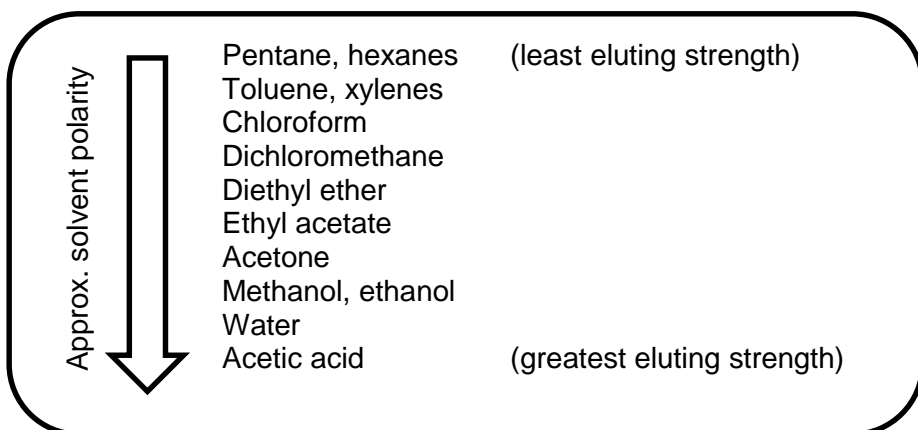 Approx. solvent polarity
Pentane, hexanes (least eluting strength)
Toluene, xylenes
Chloroform
Dichloromethane
Diethyl ether
Ethyl acetate
Acetone
Methanol, ethanol
Water
Acetic acid (greatest eluting strength)